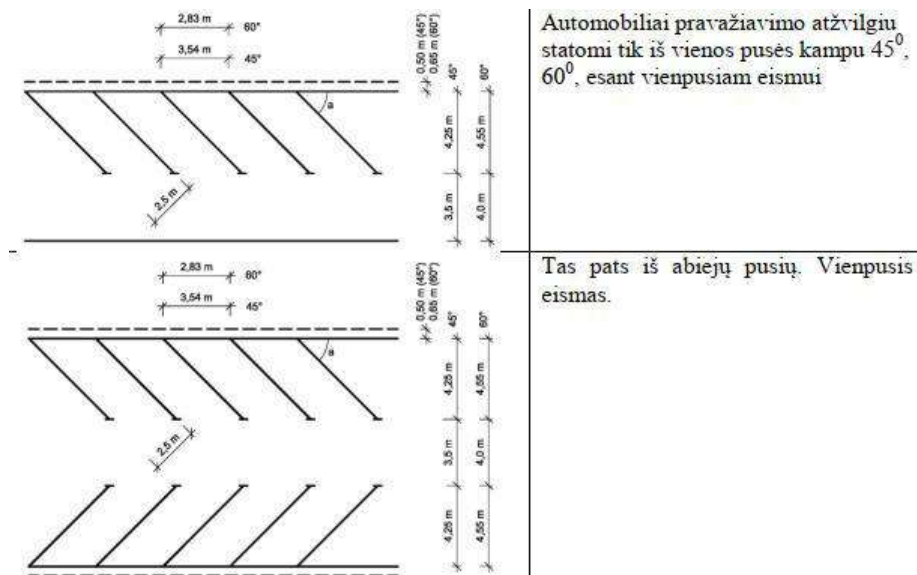 2,83 m 60°
3,54 m 45°
0,50 m (45°)
0,65 m (60°)
45°
60°
a
4,25 m
4,55 m
2,5 m
3,5 m
4,0 m
Automobiliai pravažiavimo atžvilgiu
statomi tik iš vienos pusės kampu 45⁰,
60⁰, esant vienpusiam eismui
2,83 m 60°
3,54 m 45°
0,50 m (45°)
0,65 m (60°)
45°
60°
a
4,25 m
4,55 m
2,5 m
3,5 m
4,0 m
4,25 m
4,55 m
Tas pats iš abiejų pusių. Vienpusis
eismas.